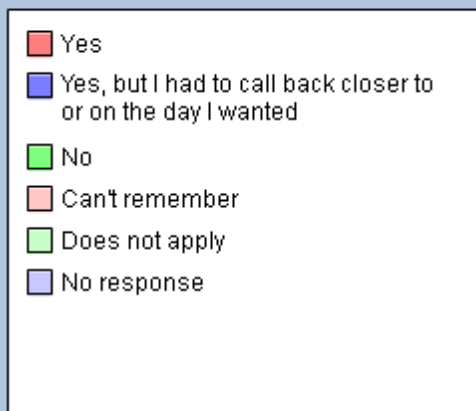 Yes
Yes, but I had to call back closer to
or on the day I wanted
No
Can't remember
Does not apply
No response